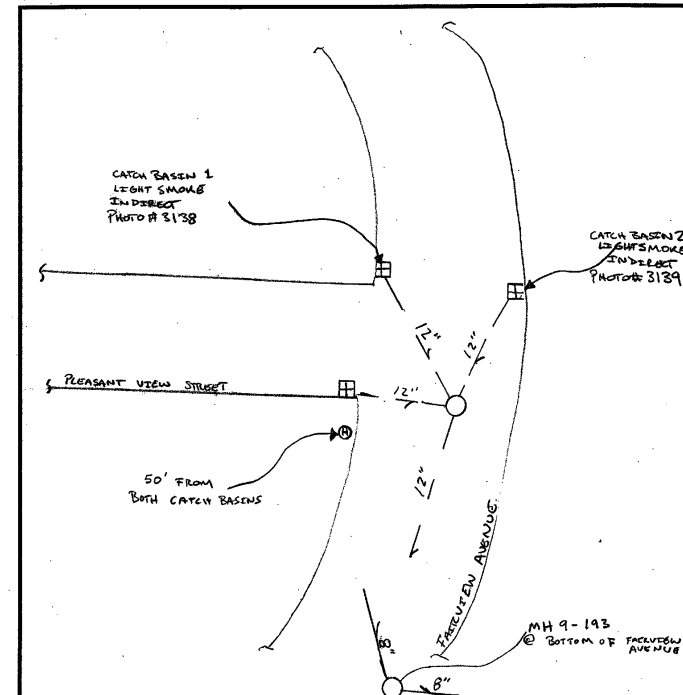 CATCH BASIN 1
LIGHT SMOKE
INDIRECT
PHOTO # 3138
CATCH BASIN 2
LIGHT SMOKE
INDIRECT
PHOTO # 3139
12"
12"
PLEASANT VIEW STREET
12"
H
50' FROM
BOTH CATCH BASINS
12"
FAIRVIEW AVENUE
MH 9-193
@ BOTTOM OF FAIRVIEW
AVENUE
8"
8"